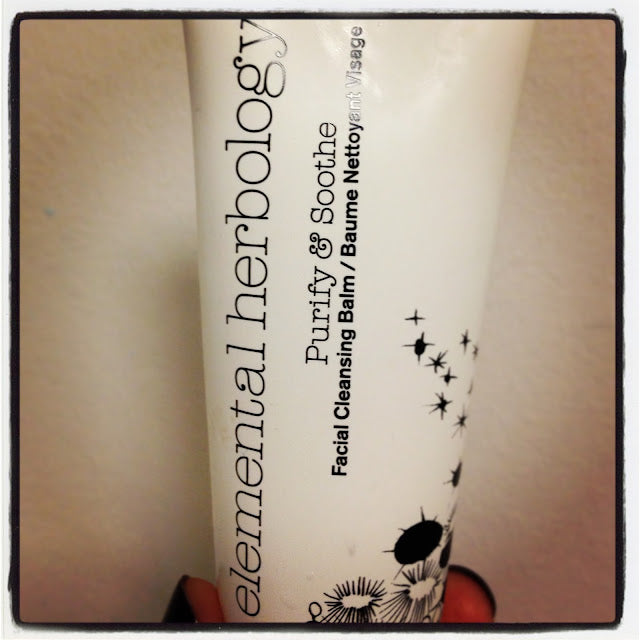 elemental herbology
Purify & Soothe
Facial Cleansing Balm / Baume Nettoyant Visage